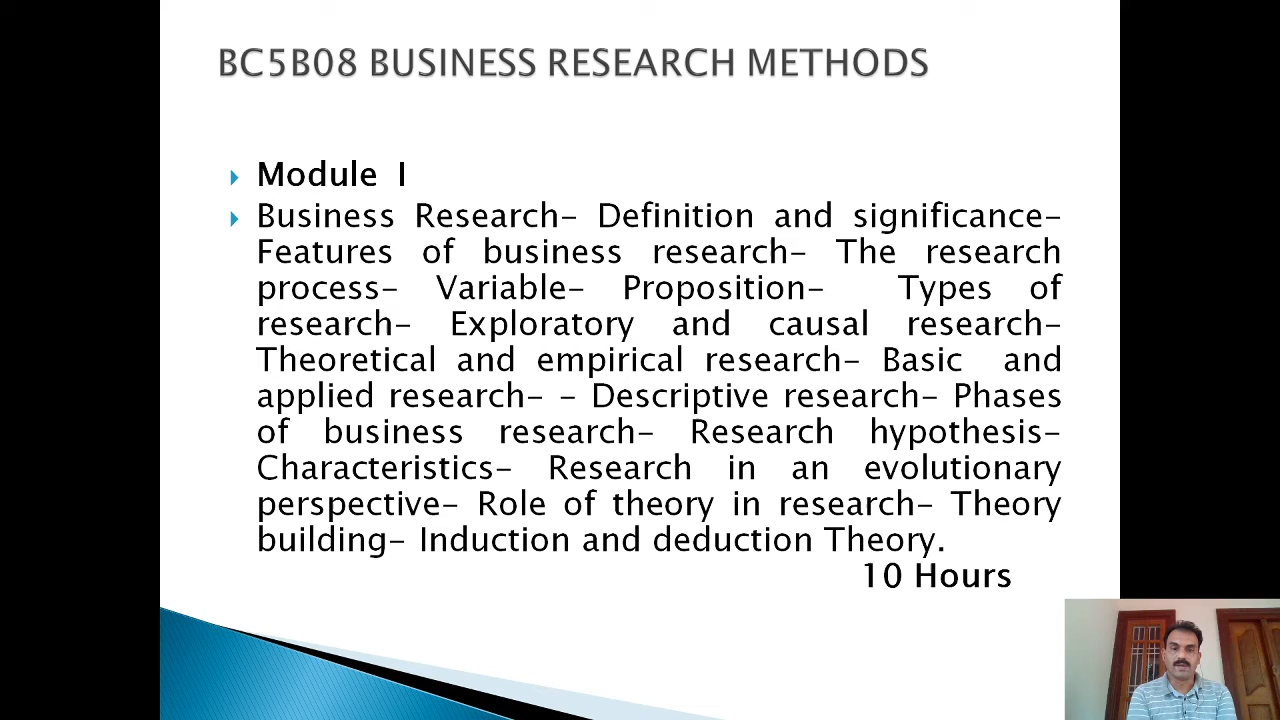 BC5B08 BUSINESS RESEARCH METHODS
Module I
Business Research- Definition and significance-
Features of business research- The research
process- Variable- Proposition- Types of
research- Exploratory and causal research-
Theoretical and empirical research- Basic and
applied research- - Descriptive research- Phases
of business research- Research hypothesis-
Characteristics- Research in an evolutionary
perspective- Role of theory in research- Theory
building- Induction and deduction Theory.
10 Hours